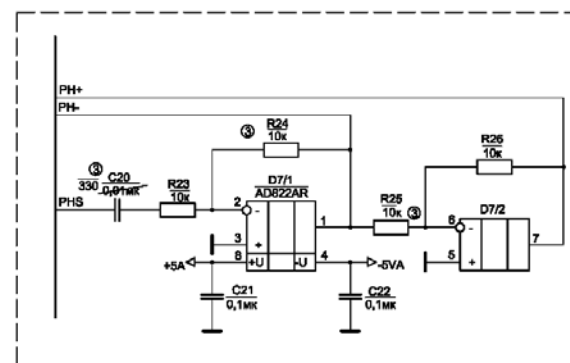 PH+
PH-
③ R24
10к
R26
10к
③
330 C20
0,01мк
R23
10к
D7/1
AD822AR
R25
10к ③
D7/2
PHS
2
-
1
6
-
7
3
+
5
+
+5A
8
+U
-U
4
-5VA
C21
0,1мк
C22
0,1мк